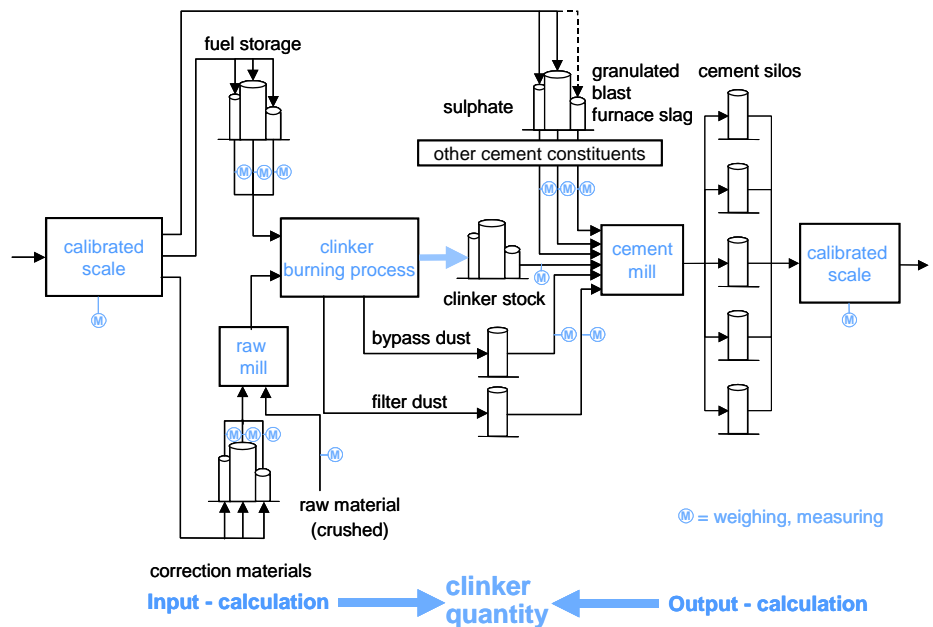 fuel storage
sulphate
granulated
blast
furnace slag
cement silos
other cement constituents
M M M
M M M
calibrated
scale
M
clinker
burning process
clinker stock
M
cement
mill
calibrated
scale
M
raw
mill
bypass dust
M M
filter dust
M M M
M
raw material
(crushed)
M = weighing, measuring
correction materials
Input - calculation
clinker
quantity
Output - calculation